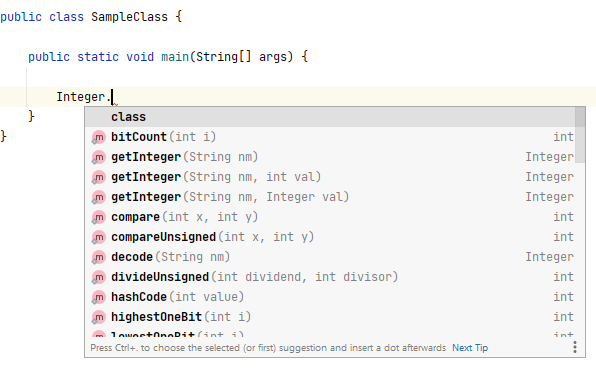 public class SampleClass {
public static void main(String[] args) {
Integer.
}
}
class
bitCount(int i) int
getInteger(String nm) Integer
getInteger(String nm, int val) Integer
getInteger(String nm, Integer val) Integer
compare(int x, int y) int
compareUnsigned(int x, int y) int
decode(String nm) Integer
divideUnsigned(int dividend, int divisor) int
hashCode(int value) int
highestOneBit(int i) int
lowestOneBit(int i) int
Press Ctrl+. to choose the selected (or first) suggestion and insert a dot afterwards Next Tip